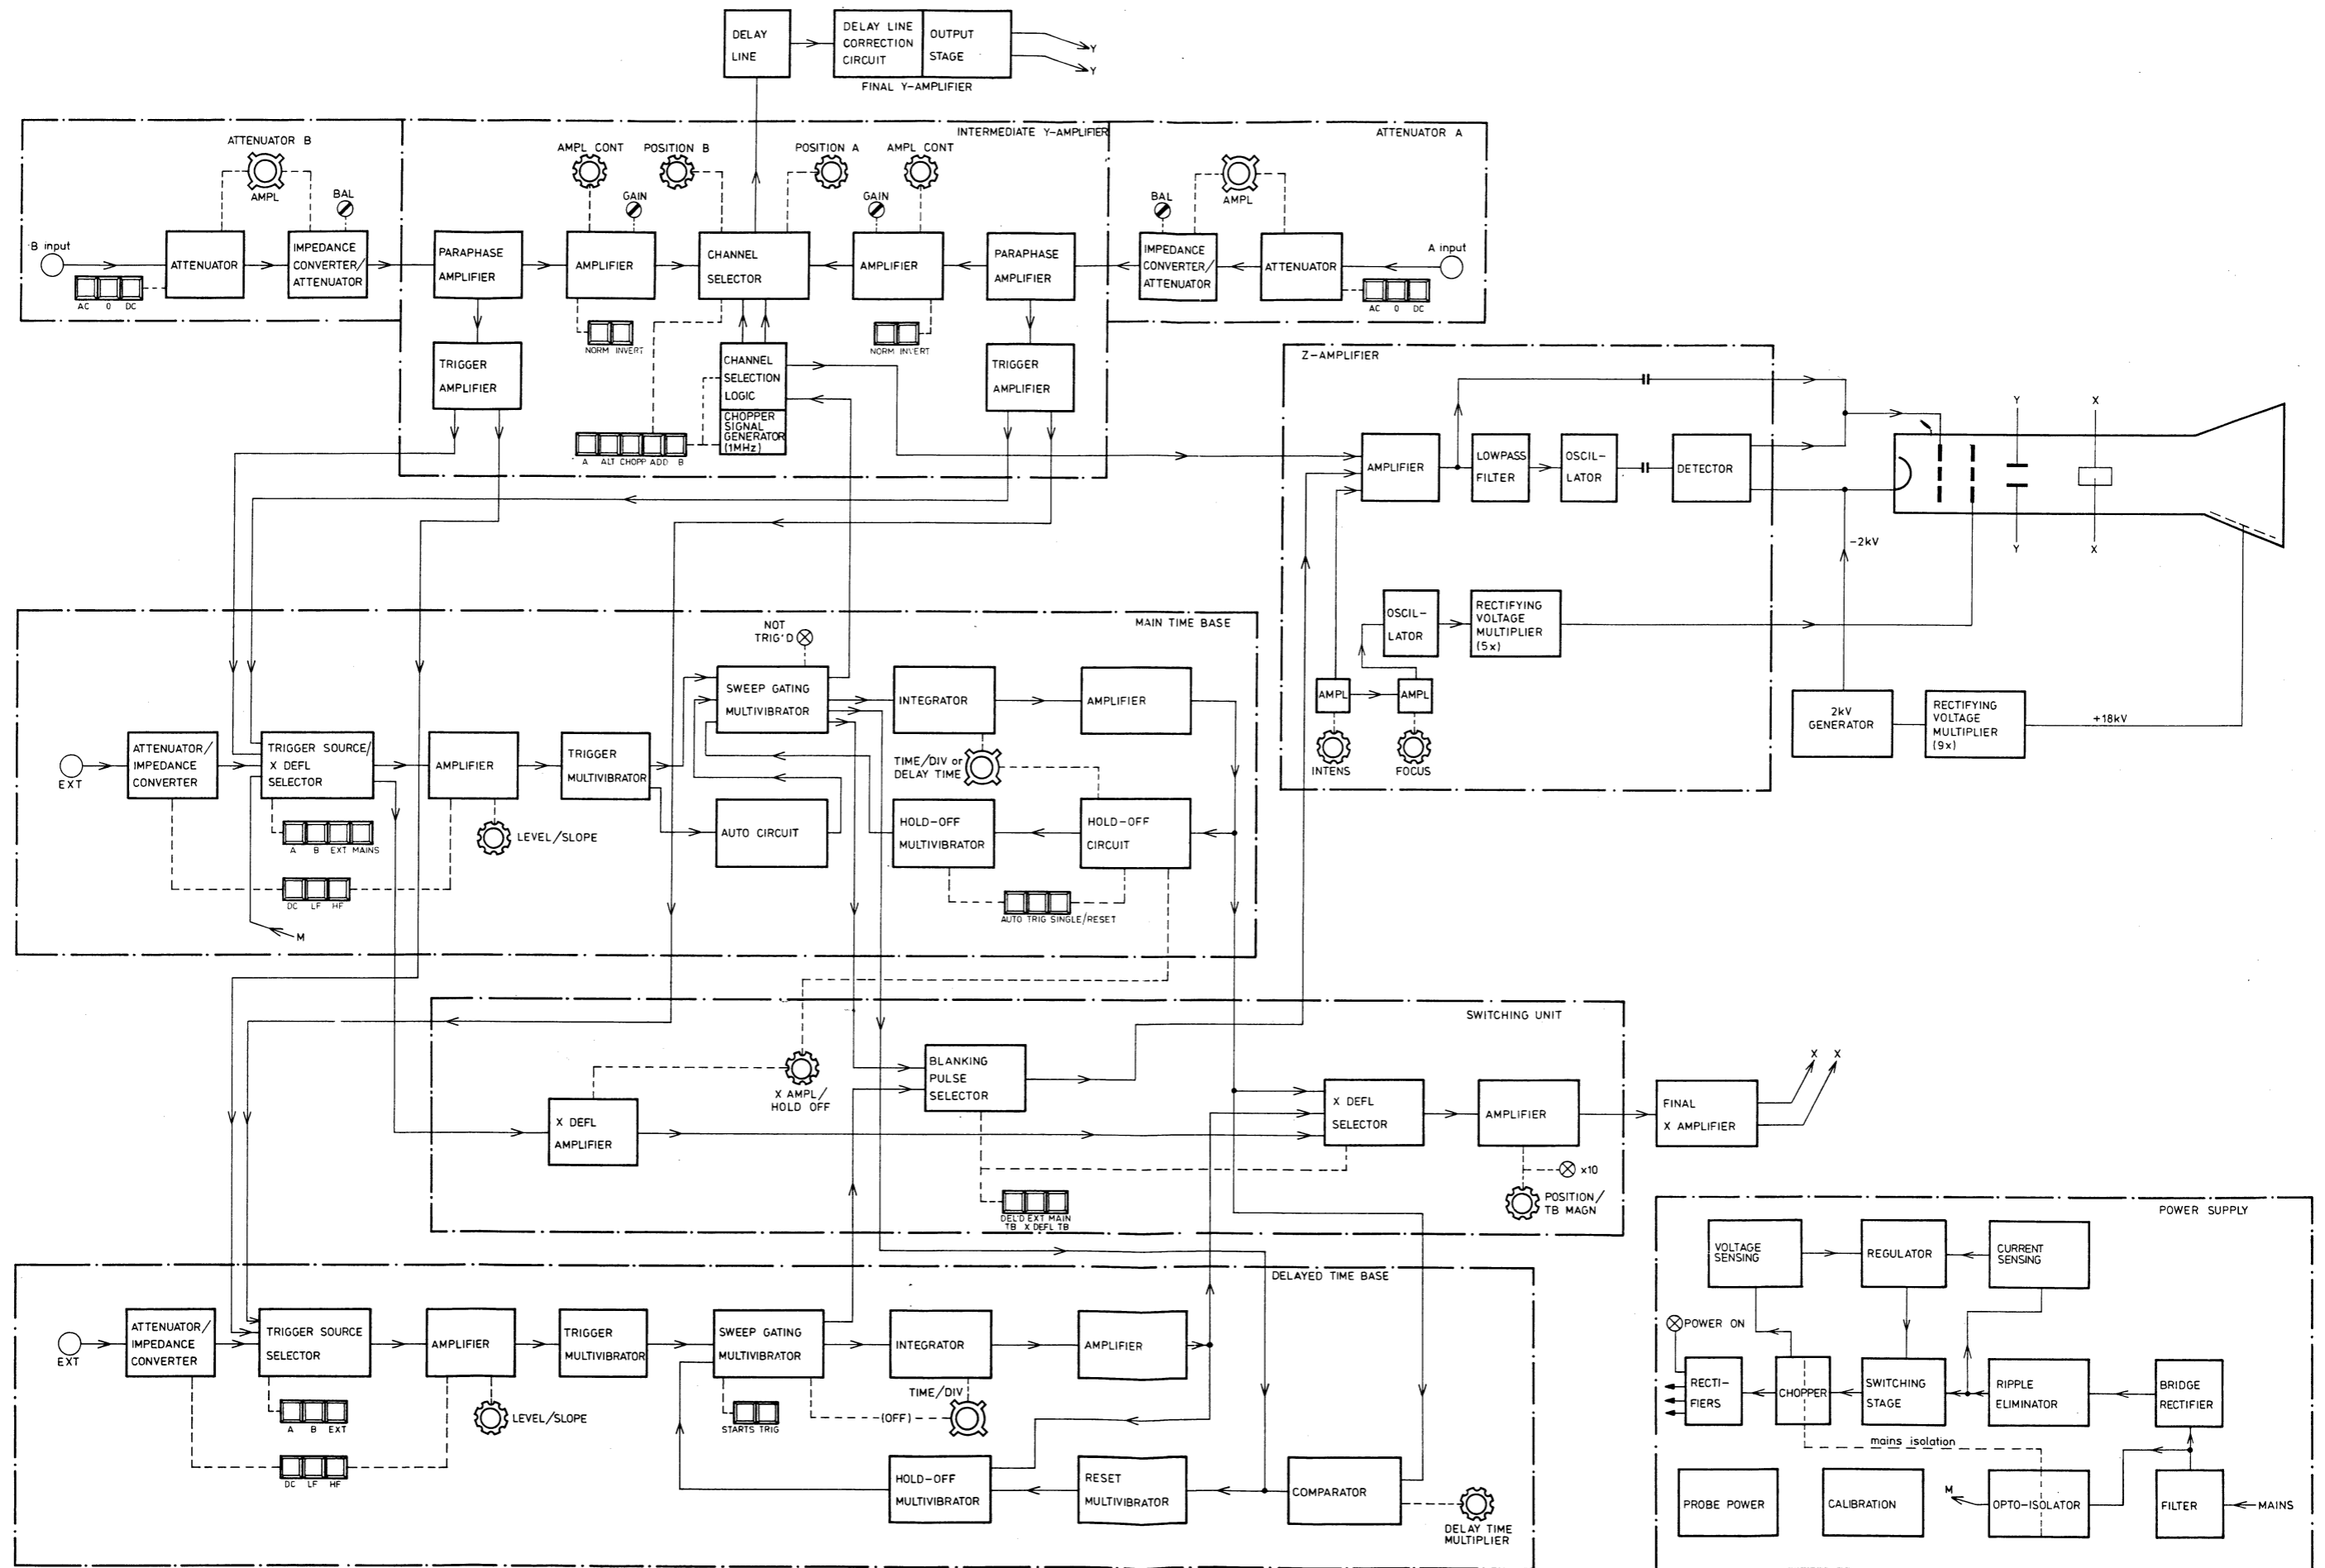 DELAY
LINE
DELAY LINE
CORRECTION
CIRCUIT
OUTPUT
STAGE
Y
Y
FINAL Y-AMPLIFIER
ATTENUATOR B
AMPL
BAL
B input
AC 0 DC
ATTENUATOR
IMPEDANCE
CONVERTER/
ATTENUATOR
INTERMEDIATE Y-AMPLIFIER
AMPL CONT
POSITION B
POSITION A
AMPL CONT
GAIN
GAIN
PARAPHASE
AMPLIFIER
AMPLIFIER
CHANNEL
SELECTOR
AMPLIFIER
PARAPHASE
AMPLIFIER
NORM INVERT
NORM INVERT
TRIGGER
AMPLIFIER
CHANNEL
SELECTION
LOGIC
CHOPPER
SIGNAL
GENERATOR
(1MHz)
A ALT CHOPP ADD B
TRIGGER
AMPLIFIER
ATTENUATOR A
BAL
AMPL
IMPEDANCE
CONVERTER/
ATTENUATOR
ATTENUATOR
A input
AC 0 DC
Z-AMPLIFIER
AMPLIFIER
LOWPASS
FILTER
OSCIL-
LATOR
DETECTOR
OSCIL-
LATOR
RECTIFYING
VOLTAGE
MULTIPLIER
(5x)
AMPL
AMPL
INTENS
FOCUS
Y
X
Y
X
-2kV
2kV
GENERATOR
RECTIFYING
VOLTAGE
MULTIPLIER
(9x)
+18kV
MAIN TIME BASE
NOT
TRIG'D
EXT
ATTENUATOR/
IMPEDANCE
CONVERTER
TRIGGER SOURCE/
X DEFL
SELECTOR
AMPLIFIER
TRIGGER
MULTIVIBRATOR
SWEEP GATING
MULTIVIBRATOR
INTEGRATOR
AMPLIFIER
TIME/DIV or
DELAY TIME
A B EXT MAINS
LEVEL/SLOPE
AUTO CIRCUIT
HOLD-OFF
MULTIVIBRATOR
HOLD-OFF
CIRCUIT
DC LF HF
AUTO TRIG SINGLE/RESET
M
SWITCHING UNIT
X AMPL/
HOLD OFF
BLANKING
PULSE
SELECTOR
X DEFL
AMPLIFIER
X DEFL
SELECTOR
AMPLIFIER
x10
POSITION/
TB MAGN
DEL'D EXT MAIN
TB X DEFL TB
FINAL
X AMPLIFIER
X X
DELAYED TIME BASE
EXT
ATTENUATOR/
IMPEDANCE
CONVERTER
TRIGGER SOURCE
SELECTOR
AMPLIFIER
TRIGGER
MULTIVIBRATOR
SWEEP GATING
MULTIVIBRATOR
INTEGRATOR
AMPLIFIER
A B EXT
LEVEL/SLOPE
STARTS TRIG
(OFF)
TIME/DIV
DC LF HF
HOLD-OFF
MULTIVIBRATOR
RESET
MULTIVIBRATOR
COMPARATOR
DELAY TIME
MULTIPLIER
POWER SUPPLY
VOLTAGE
SENSING
REGULATOR
CURRENT
SENSING
POWER ON
RECTI-
FIERS
CHOPPER
SWITCHING
STAGE
RIPPLE
ELIMINATOR
BRIDGE
RECTIFIER
mains isolation
PROBE POWER
CALIBRATION
M
OPTO-ISOLATOR
FILTER
MAINS